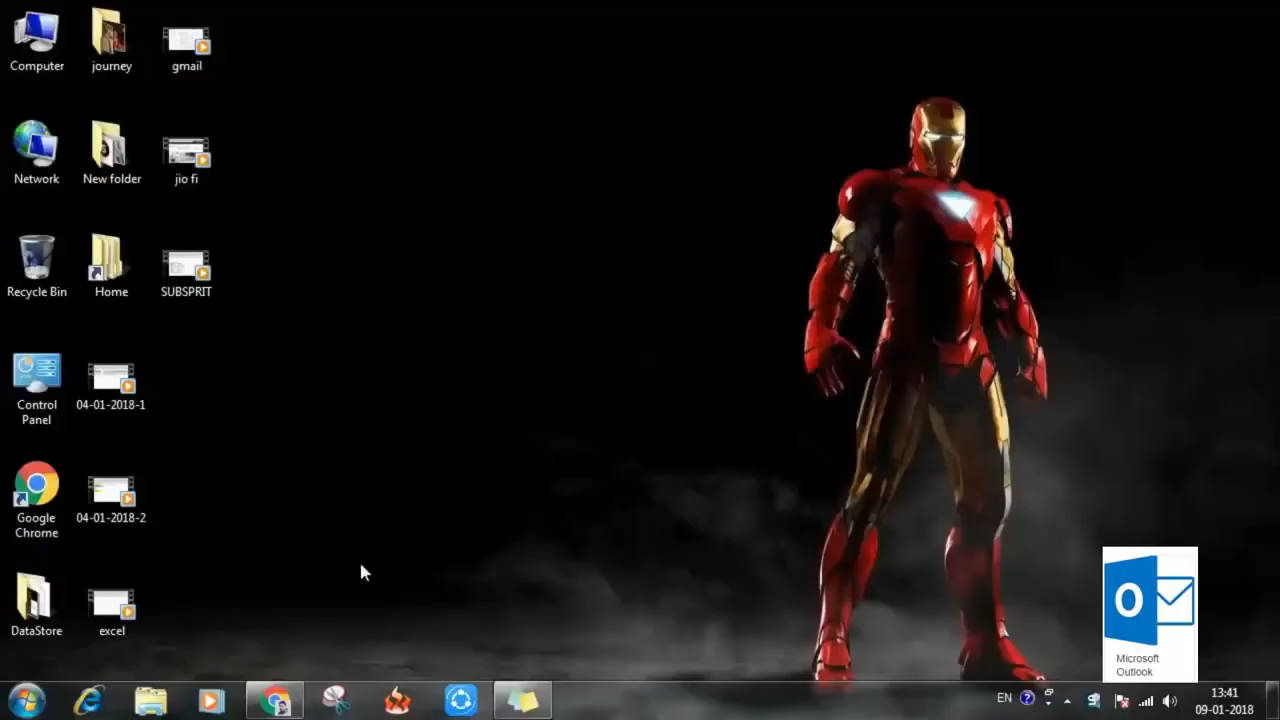 Computer
journey
gmail
Network
New folder
jio fi
Recycle Bin
Home
SUBSPRIT
Control
Panel
04-01-2018-1
Google
Chrome
04-01-2018-2
DataStore
excel
Microsoft
Outlook
EN
13:41
09-01-2018